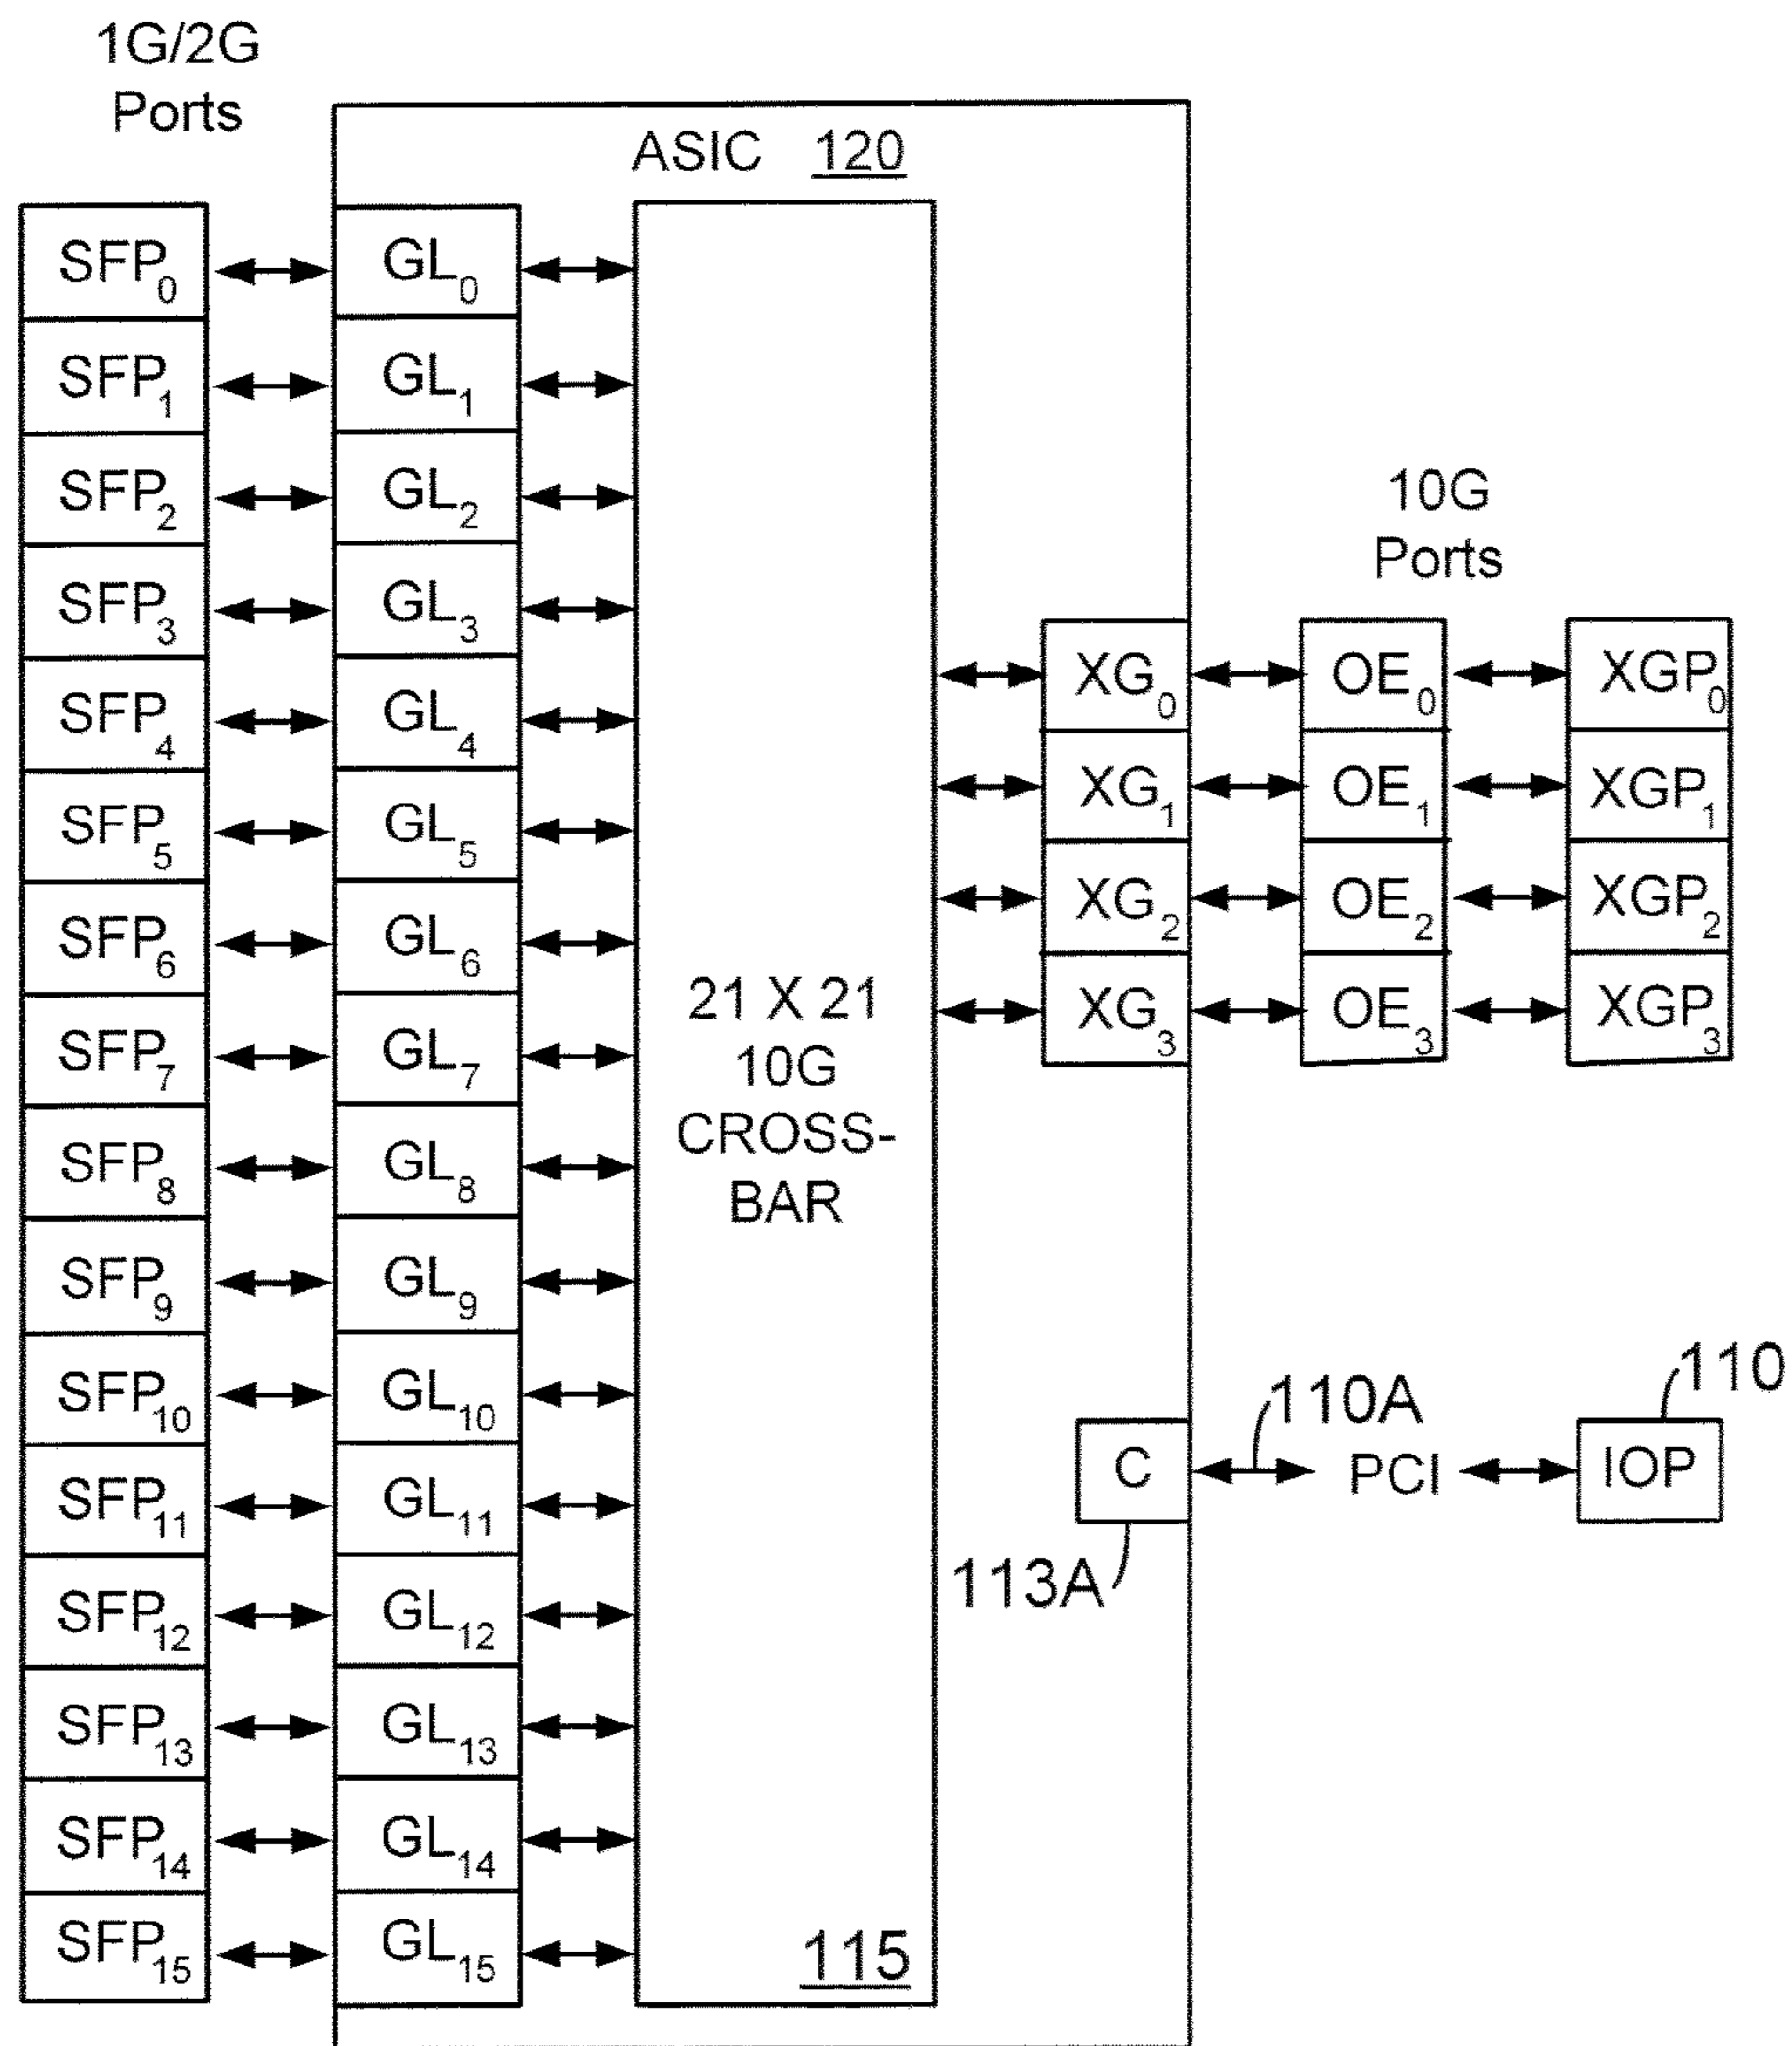 1G/2G
Ports
ASIC 120
SFP0 GL0
SFP1 GL1
SFP2 GL2
10G
Ports
SFP3 GL3
XG0 OE0 XGP0
SFP4 GL4
XG1 OE1 XGP1
SFP5 GL5
XG2 OE2 XGP2
SFP6 GL6
21 X 21
10G
CROSS-
BAR
XG3 OE3 XGP3
SFP7 GL7
SFP8 GL8
SFP9 GL9
110A 110
SFP10 GL10
C PCI IOP
SFP11 GL11
113A
SFP12 GL12
SFP13 GL13
SFP14 GL14
SFP15 GL15
115